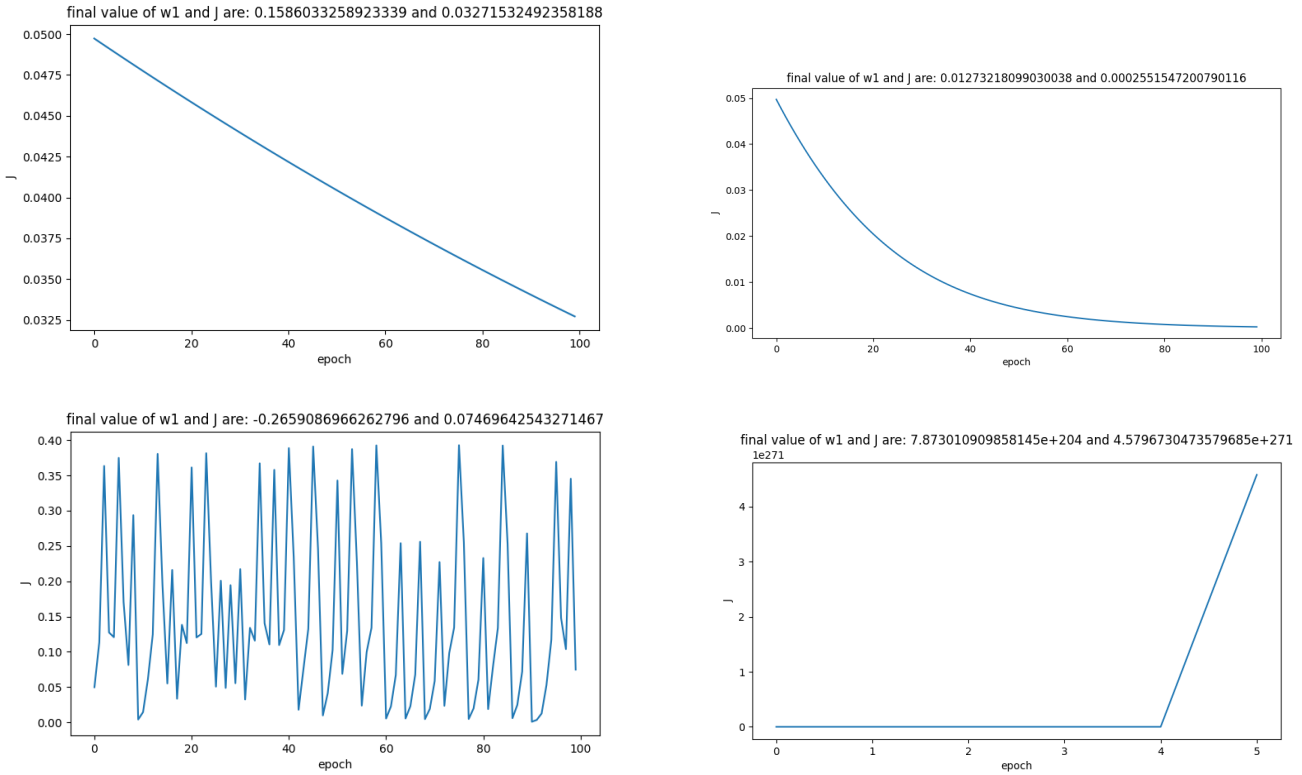 final value of w1 and J are: 0.1586033258923339 and 0.03271532492358188
0.0500
0.0475
0.0450
0.0425
0.0400
0.0375
0.0350
0.0325
J
0 20 40 60 80 100
epoch
final value of w1 and J are: 0.01273218099030038 and 0.0002551547200790116
0.05
0.04
0.03
0.02
0.01
0.00
J
0 20 40 60 80 100
epoch
final value of w1 and J are: -0.2659086966262796 and 0.07469642543271467
0.40
0.35
0.30
0.25
0.20
0.15
0.10
0.05
0.00
J
0 20 40 60 80 100
epoch
final value of w1 and J are: 7.873010909858145e+204 and 4.5796730473579685e+271
1e271
4
3
2
1
0
J
0 1 2 3 4 5
epoch